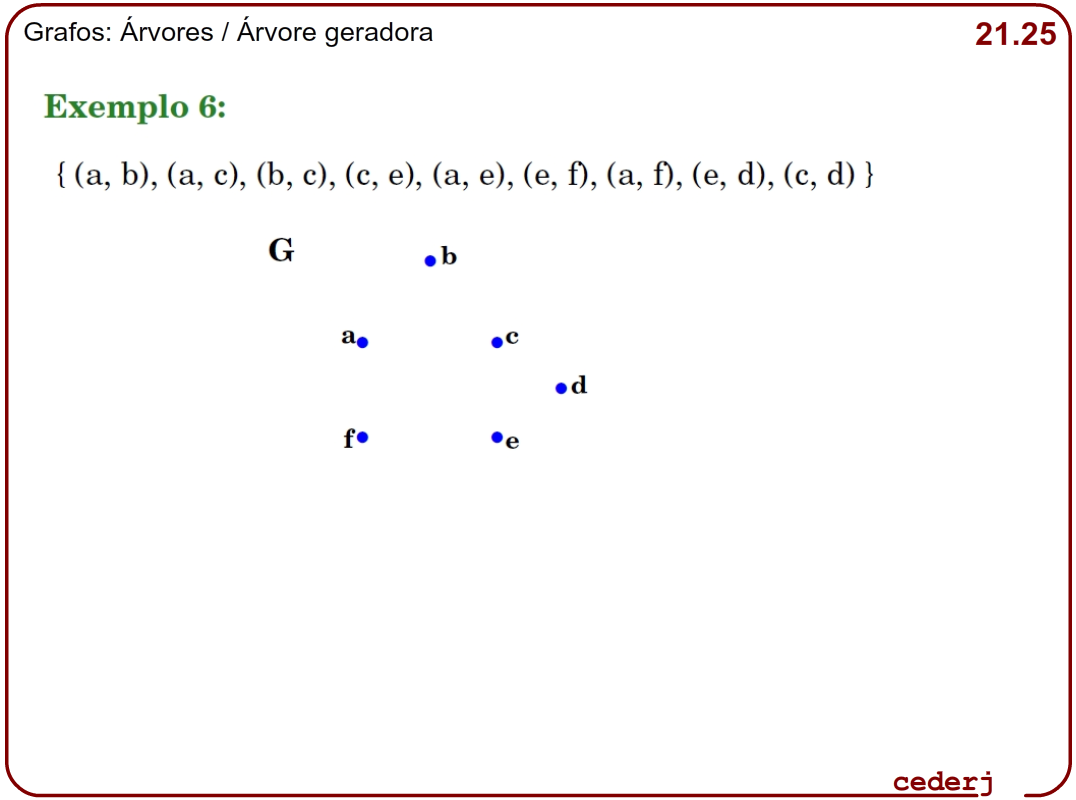 Grafos: Árvores / Árvore geradora
21.25
Exemplo 6:
{ (a, b), (a, c), (b, c), (c, e), (a, e), (e, f), (a, f), (e, d), (c, d) }
G
b
a
c
d
f
e
cederj